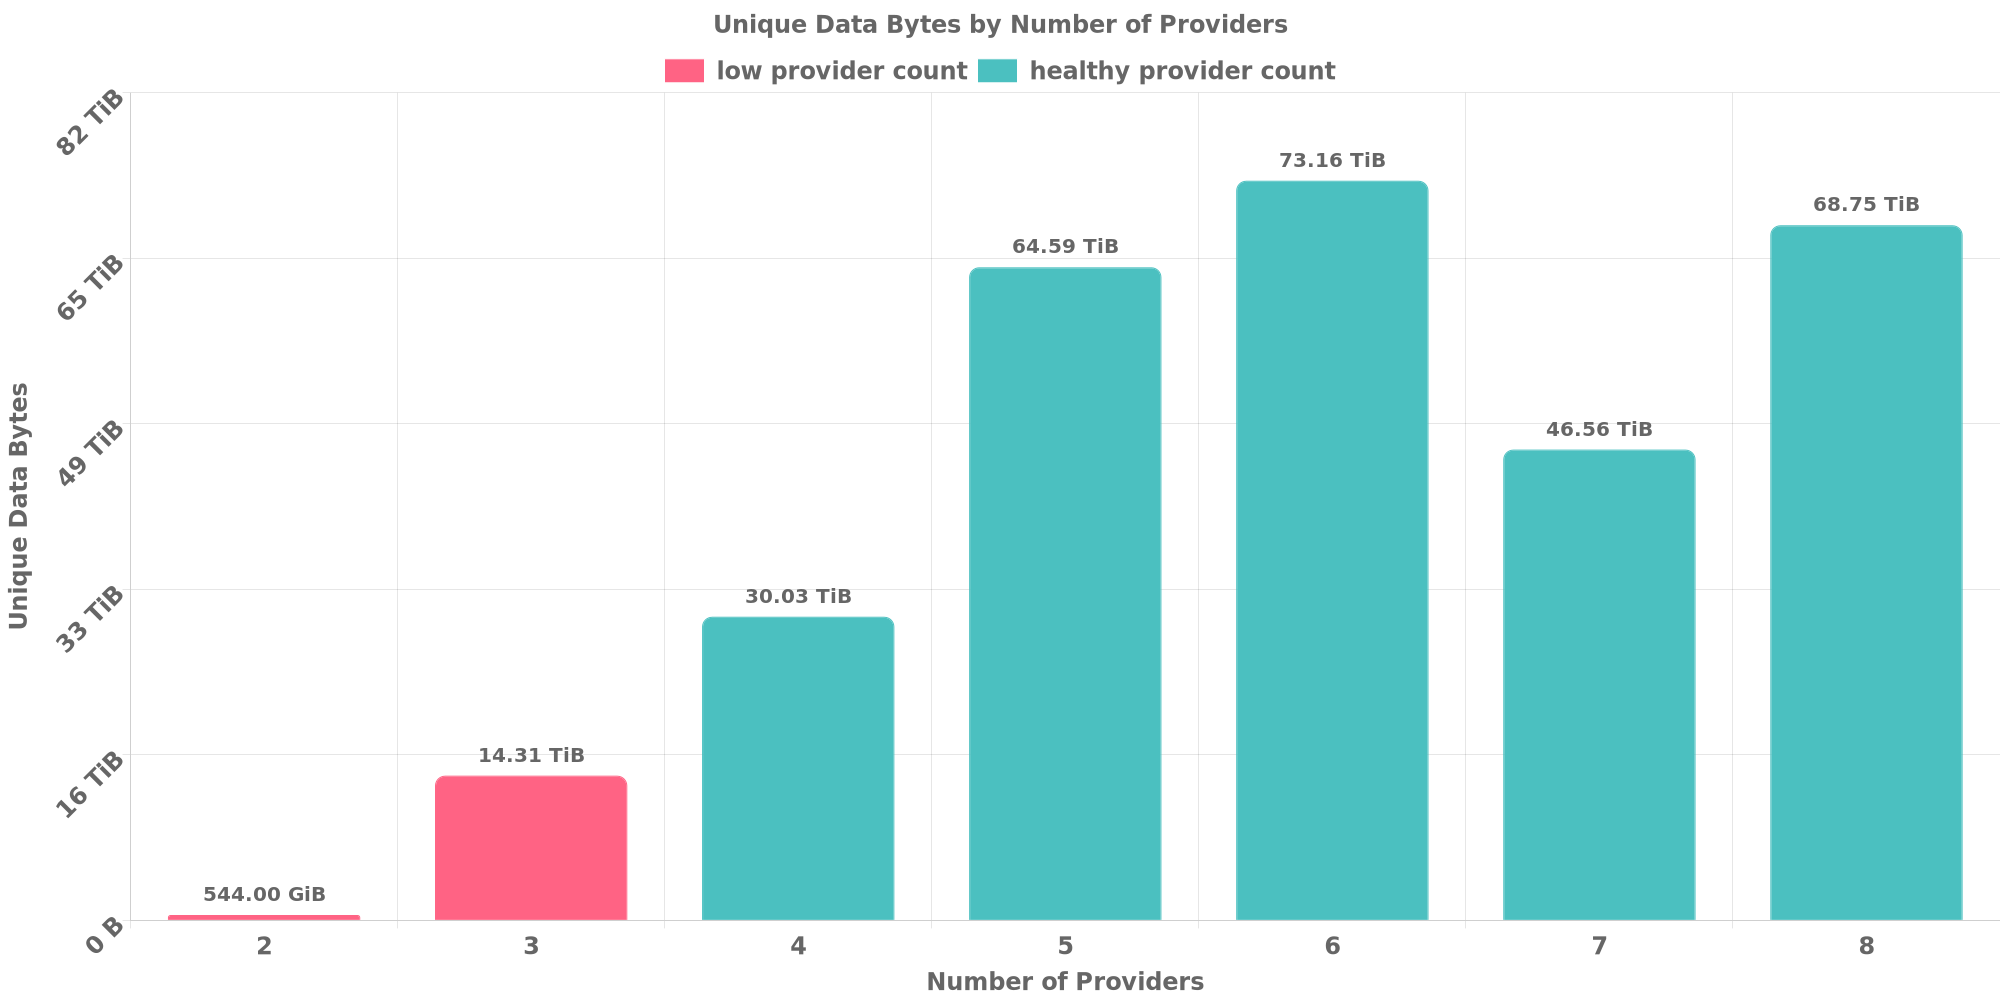 Unique Data Bytes by Number of Providers
low provider count healthy provider count
82 TiB
65 TiB
49 TiB
33 TiB
16 TiB
0 B
Unique Data Bytes
544.00 GiB
14.31 TiB
30.03 TiB
64.59 TiB
73.16 TiB
46.56 TiB
68.75 TiB
2 3 4 5 6 7 8
Number of Providers